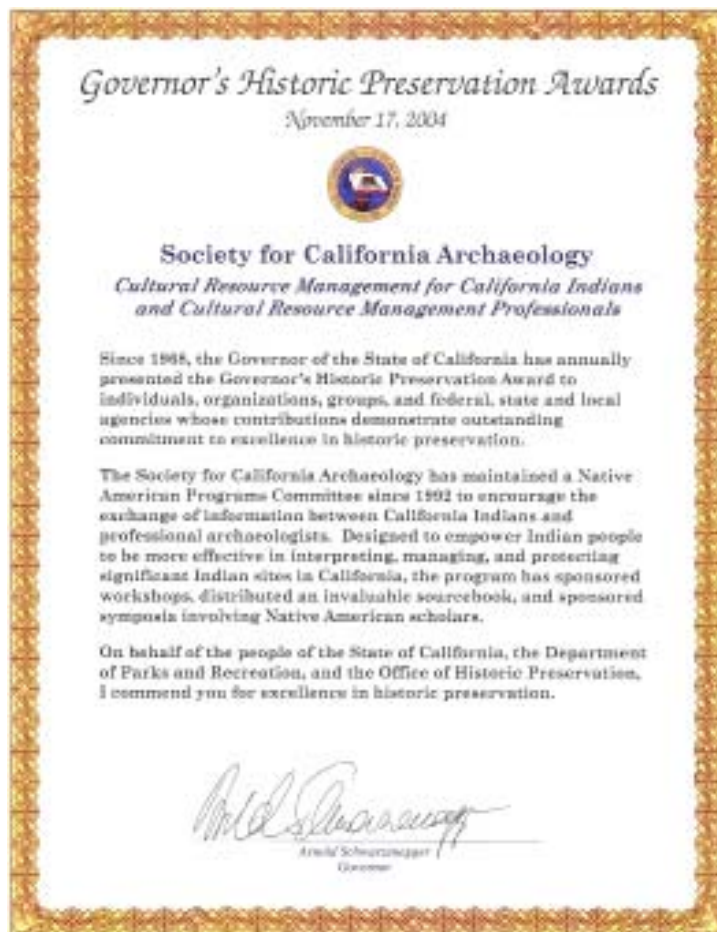 Governor's Historic Preservation Awards
November 17, 2004
Society for California Archaeology
Cultural Resource Management for California Indians
and Cultural Resource Management Professionals
Since 1968, the Governor of the State of California has annually
presented the Governor's Historic Preservation Award to
individuals, organizations, groups, and federal, state and local
agencies whose contributions demonstrate outstanding
commitment to excellence in historic preservation.
The Society for California Archaeology has maintained a Native
American Programs Committee since 1992 to encourage the
exchange of information between California Indians and
professional archaeologists. Designed to empower Indian people
to be more effective in interpreting, managing, and protecting
significant Indian sites in California, the program has sponsored
workshops, distributed an invaluable sourcebook, and sponsored
symposia involving Native American scholars.
On behalf of the people of the State of California, the Department
of Parks and Recreation, and the Office of Historic Preservation,
I commend you for excellence in historic preservation.
Arnold Schwarzenegger
Governor